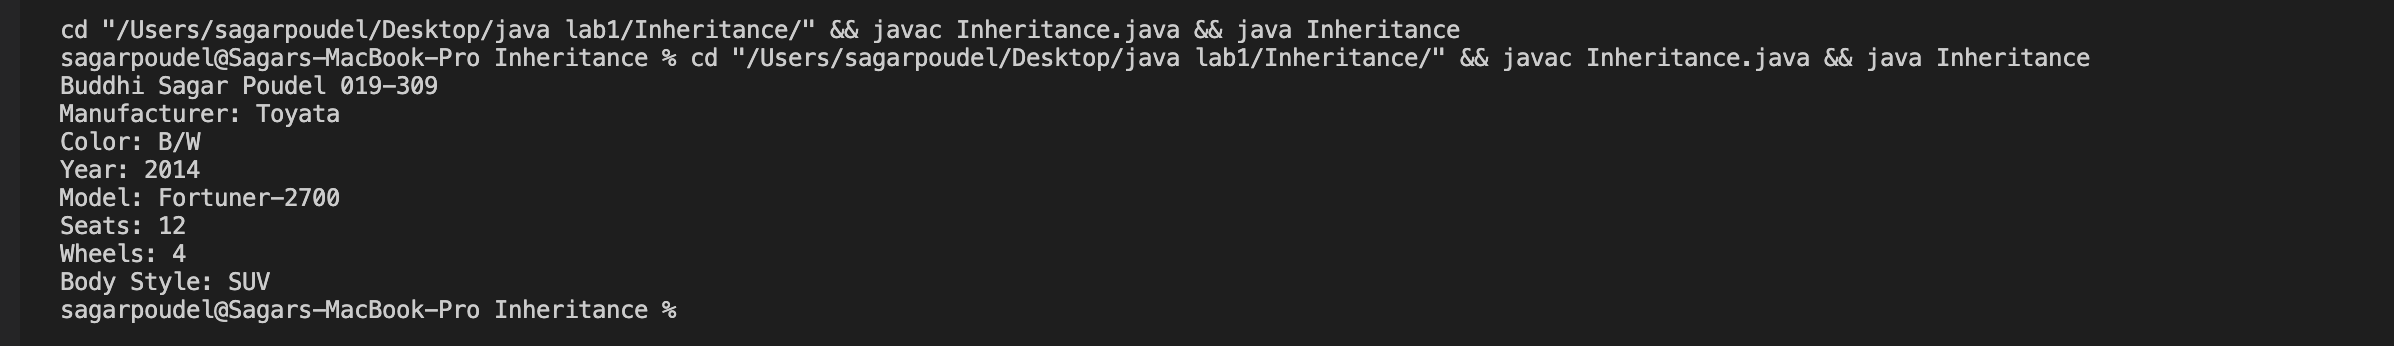 cd "/Users/sagarpoudel/Desktop/java lab1/Inheritance/" && javac Inheritance.java && java Inheritance
sagarpoudel@Sagars-MacBook-Pro Inheritance % cd "/Users/sagarpoudel/Desktop/java lab1/Inheritance/" && javac Inheritance.java && java Inheritance
Buddhi Sagar Poudel 019-309
Manufacturer: Toyata
Color: B/W
Year: 2014
Model: Fortuner-2700
Seats: 12
Wheels: 4
Body Style: SUV
sagarpoudel@Sagars-MacBook-Pro Inheritance %